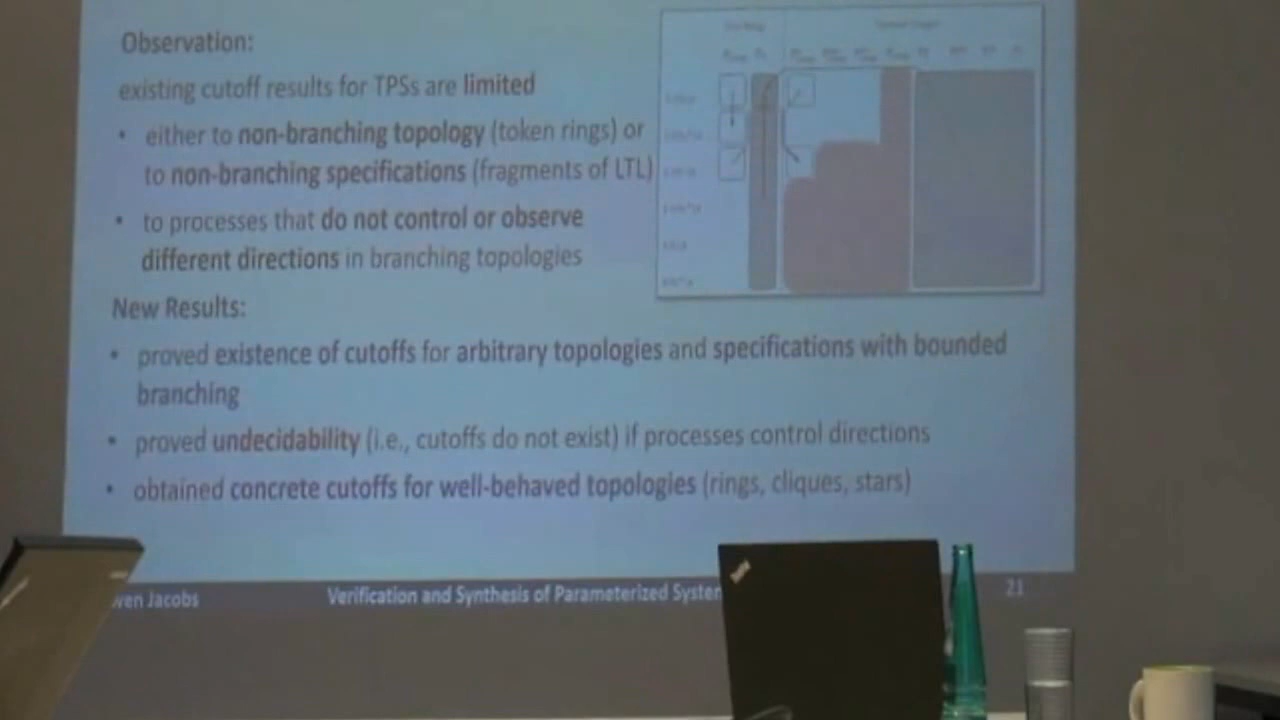 Observation:
existing cutoff results for TPSs are limited
• either to non-branching topology (token rings) or
to non-branching specifications (fragments of LTL)
• to processes that do not control or observe
different directions in branching topologies
New Results:
• proved existence of cutoffs for arbitrary topologies and specifications with bounded
branching
• proved undecidability (i.e., cutoffs do not exist) if processes control directions
• obtained concrete cutoffs for well-behaved topologies (rings, cliques, stars)
Jacobs Verification and Synthesis of Parameterized 21